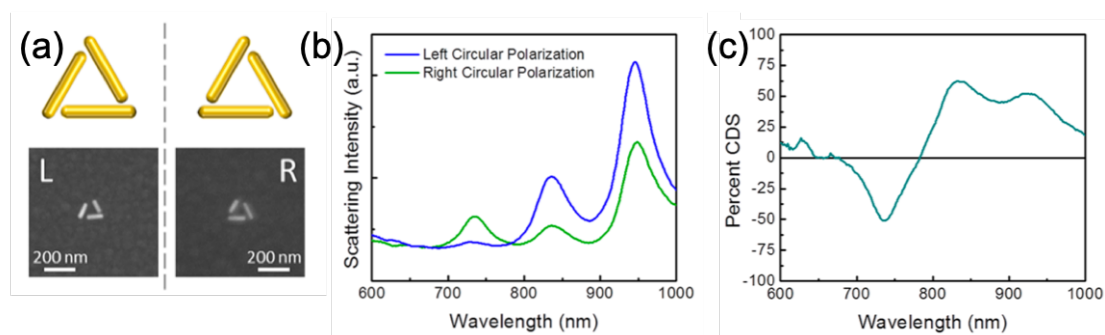 (a)
L
200 nm
R
200 nm
(b)
Left Circular Polarization
Right Circular Polarization
Scattering Intensity (a.u.)
600 700 800 900 1000
Wavelength (nm)
(c)
Percent CDS
100
75
50
25
0
-25
-50
-75
-100
600 700 800 900 1000
Wavelength (nm)